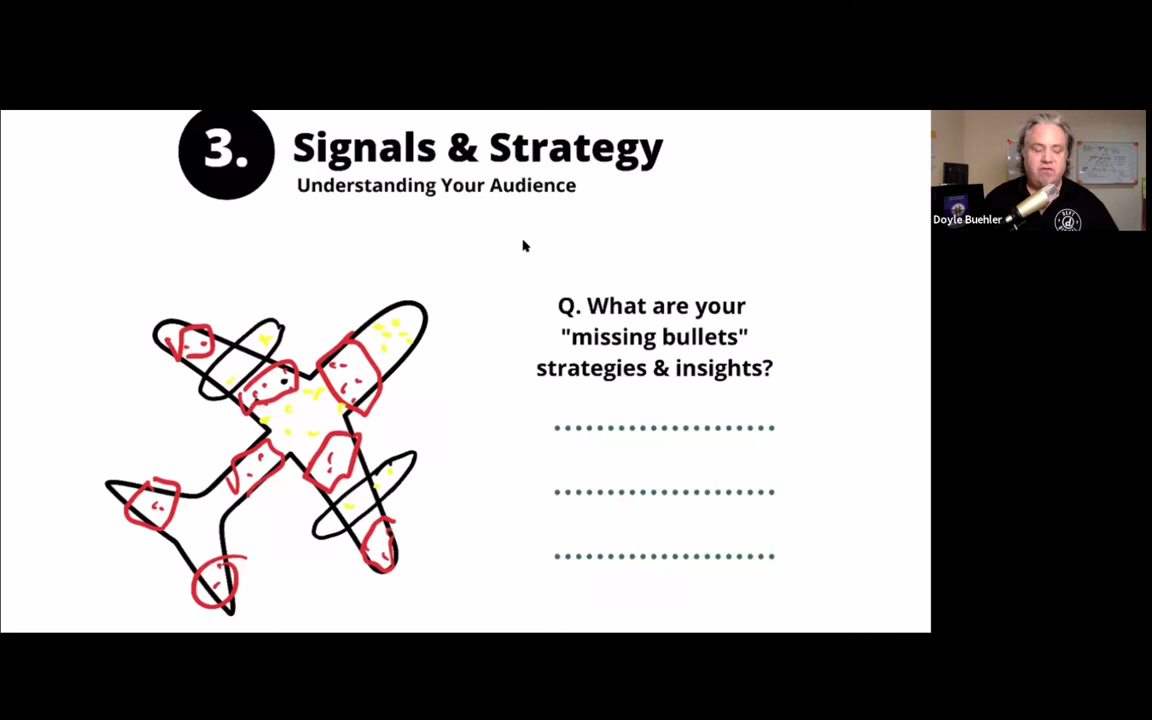 3.
Signals & Strategy
Understanding Your Audience
Q. What are your
"missing bullets"
strategies & insights?
Doyle Buehler